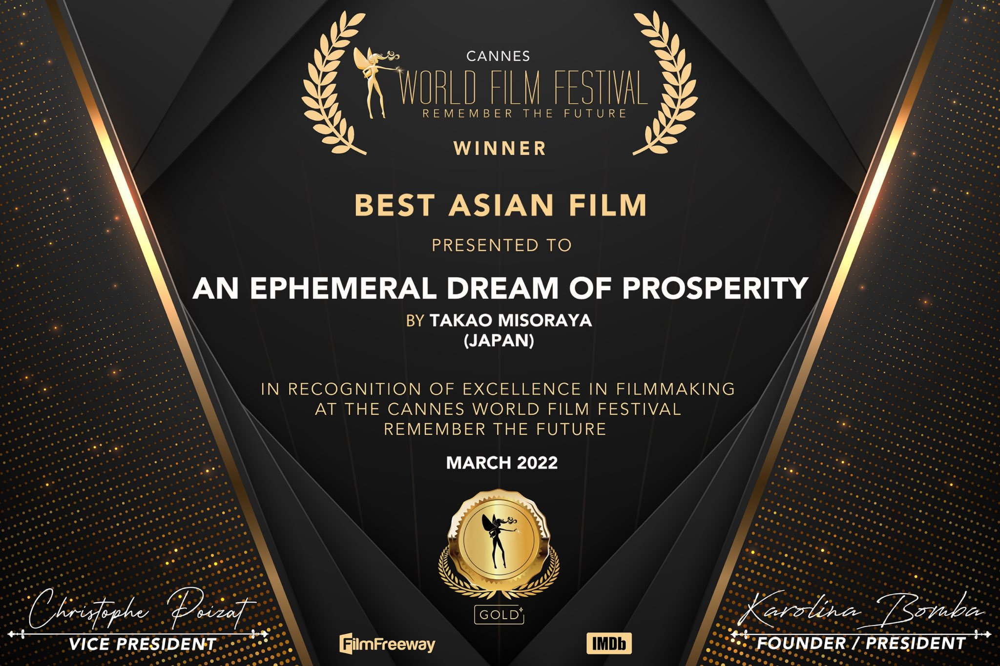 CANNES
WORLD FILM FESTIVAL
REMEMBER THE FUTURE
WINNER
BEST ASIAN FILM
PRESENTED TO
AN EPHEMERAL DREAM OF PROSPERITY
BY TAKAO MISORAYA
(JAPAN)
IN RECOGNITION OF EXCELLENCE IN FILMMAKING
AT THE CANNES WORLD FILM FESTIVAL
REMEMBER THE FUTURE
MARCH 2022
GOLD
Christophe Poizat
VICE PRESIDENT
FilmFreeway
IMDb
Karolina Bomba
FOUNDER / PRESIDENT